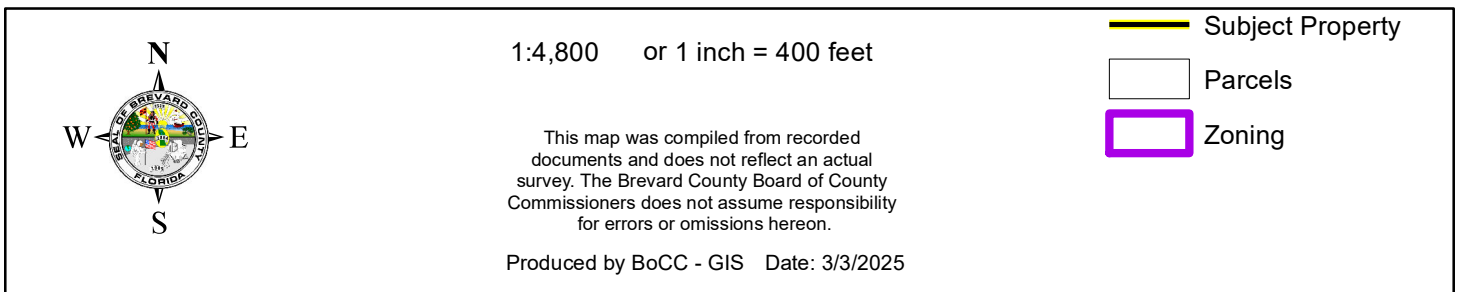 N
W
E
S
SEAL OF BREVARD COUNTY
FLORIDA
1:4,800 or 1 inch = 400 feet
This map was compiled from recorded
documents and does not reflect an actual
survey. The Brevard County Board of County
Commissioners does not assume responsibility
for errors or omissions hereon.
Produced by BoCC - GIS Date: 3/3/2025
Subject Property
Parcels
Zoning